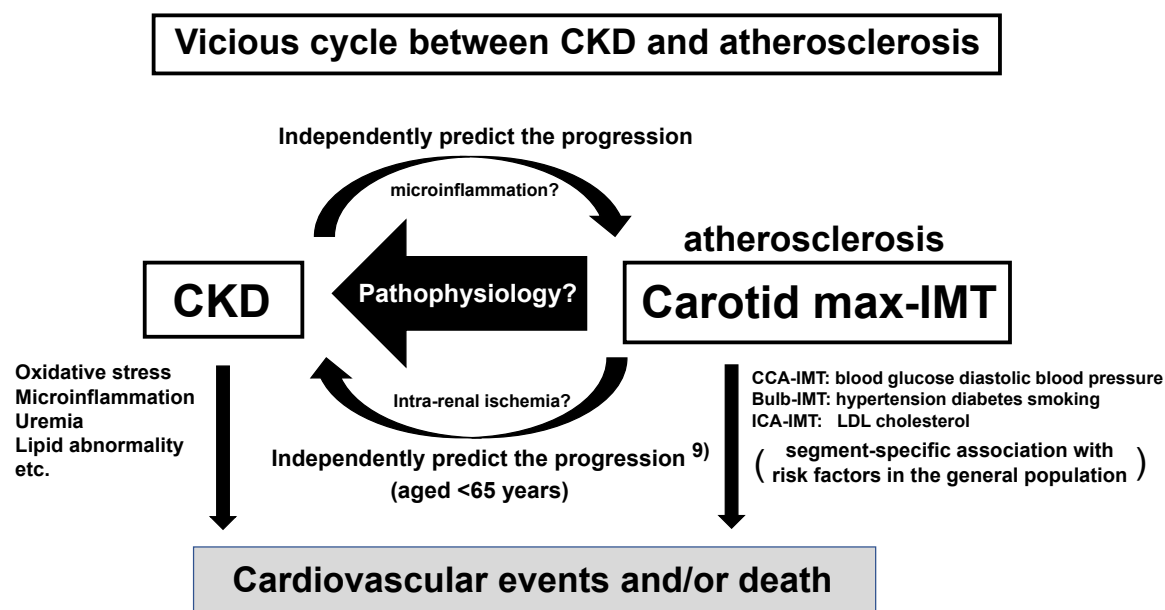 Vicious cycle between CKD and atherosclerosis
Independently predict the progression
microinflammation?
atherosclerosis
CKD
Pathophysiology?
Carotid max-IMT
Oxidative stress
Microinflammation
Uremia
Lipid abnormality
etc.
Intra-renal ischemia?
Independently predict the progression 9)
(aged <65 years)
CCA-IMT: blood glucose diastolic blood pressure
Bulb-IMT: hypertension diabetes smoking
ICA-IMT: LDL cholesterol
( segment-specific association with
risk factors in the general population )
Cardiovascular events and/or death